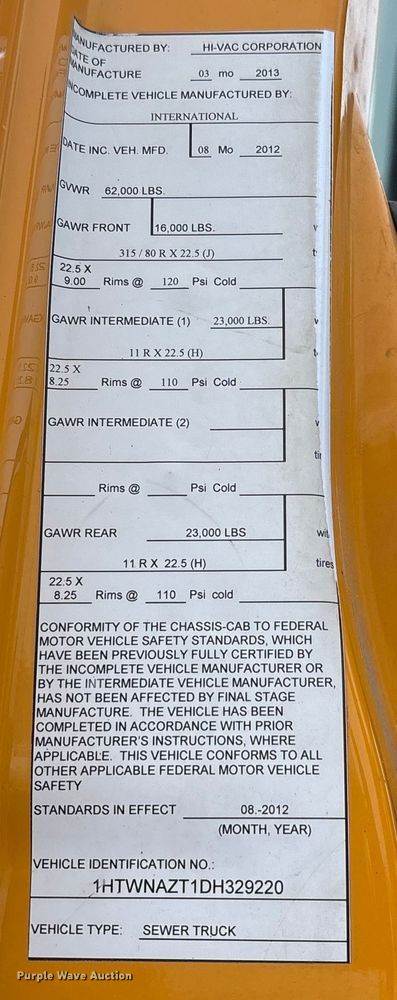 MANUFACTURED BY: HI-VAC CORPORATION
DATE OF
MANUFACTURE 03 mo 2013
INCOMPLETE VEHICLE MANUFACTURED BY:
INTERNATIONAL
DATE INC. VEH. MFD. 08 Mo 2012
GVWR 62,000 LBS.
GAWR FRONT 16,000 LBS.
315 / 80 R X 22.5 (J)
22.5 X
9.00 Rims @ 120 Psi Cold
GAWR INTERMEDIATE (1) 23,000 LBS.
11 R X 22.5 (H)
22.5 X
8.25 Rims @ 110 Psi Cold
GAWR INTERMEDIATE (2)
Rims @ Psi Cold
GAWR REAR 23,000 LBS
11 R X 22.5 (H) tires
22.5 X
8.25 Rims @ 110 Psi cold
CONFORMITY OF THE CHASSIS-CAB TO FEDERAL
MOTOR VEHICLE SAFETY STANDARDS, WHICH
HAVE BEEN PREVIOUSLY FULLY CERTIFIED BY
THE INCOMPLETE VEHICLE MANUFACTURER OR
BY THE INTERMEDIATE VEHICLE MANUFACTURER,
HAS NOT BEEN AFFECTED BY FINAL STAGE
MANUFACTURE. THE VEHICLE HAS BEEN
COMPLETED IN ACCORDANCE WITH PRIOR
MANUFACTURER'S INSTRUCTIONS, WHERE
APPLICABLE. THIS VEHICLE CONFORMS TO ALL
OTHER APPLICABLE FEDERAL MOTOR VEHICLE
SAFETY
STANDARDS IN EFFECT 08.-2012
(MONTH, YEAR)
VEHICLE IDENTIFICATION NO.:
1HTWNAZT1DH329220
VEHICLE TYPE: SEWER TRUCK
Purple Wave Auction